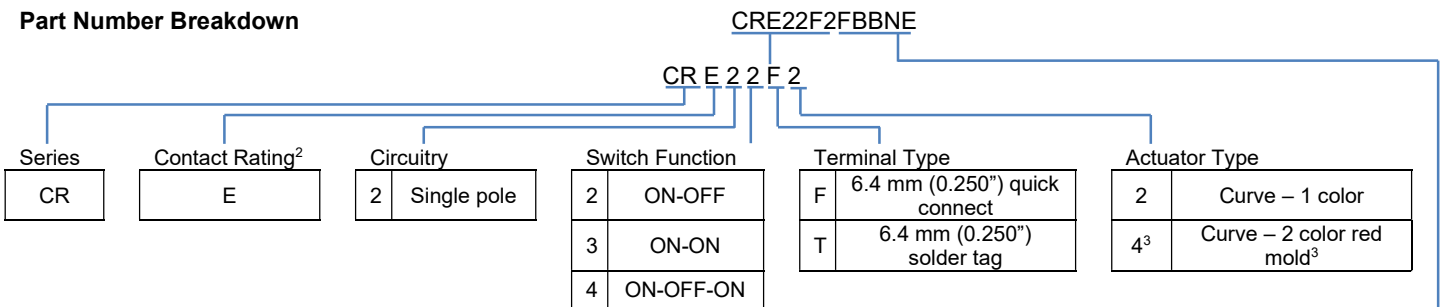 Part Number Breakdown
CRE22F2FBBNE
CR E 2 2 F 2
Series
CR
Contact Rating2
E
Circuitry
2 Single pole
Switch Function
2 ON-OFF
3 ON-ON
4 ON-OFF-ON
Terminal Type
F 6.4 mm (0.250”) quick
connect
T 6.4 mm (0.250”)
solder tag
Actuator Type
2 Curve – 1 color
43 Curve – 2 color red
mold3